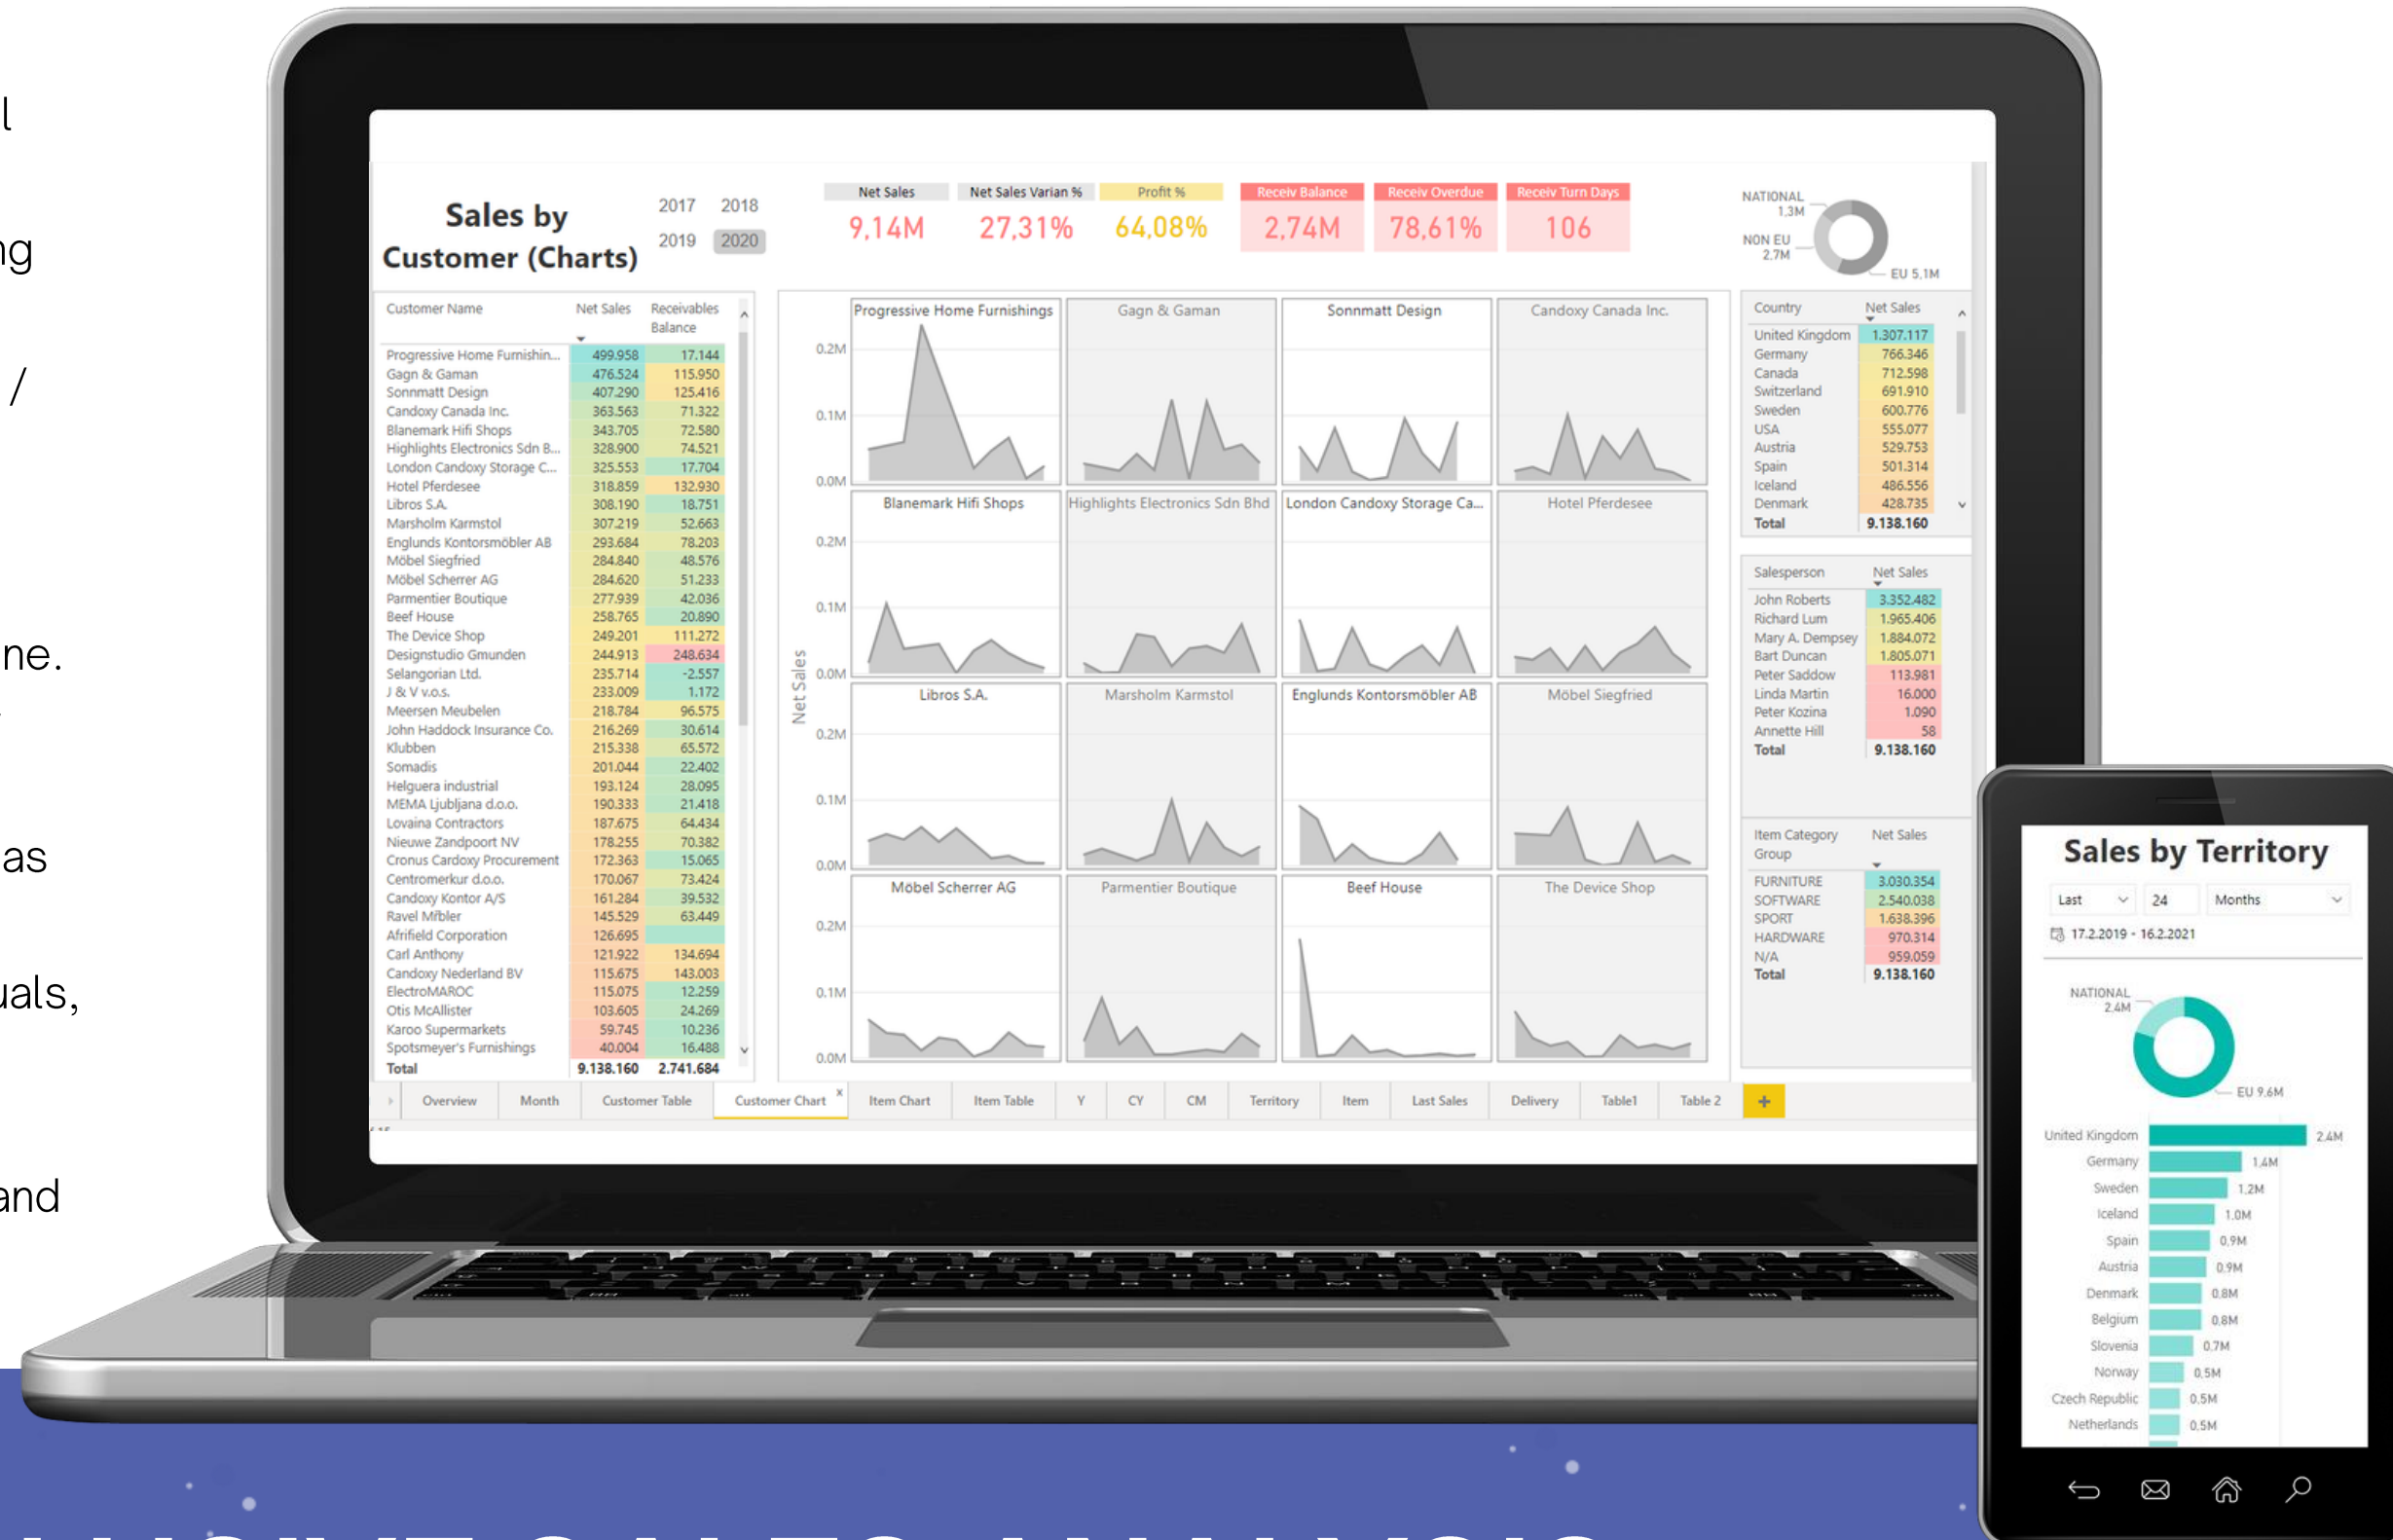 l
ng
/
ne.
as
uals,
and
Sales by
Customer (Charts)
2017 2018
2019 2020
Net Sales
9,14M
Net Sales Varian %
27,31%
Profit %
64,08%
Receiv Balance
2,74M
Receiv Overdue
78,61%
Receiv Turn Days
106
NATIONAL
1,3M
NON EU
2,7M
EU 5,1M
Customer Name Net Sales Receivables
Balance
Progressive Home Furnishin... 499.958 17.144
Gagn & Gaman 476.524 115.950
Sonnmatt Design 407.290 125.416
Candoxy Canada Inc. 363.563 71.322
Blanemark Hifi Shops 343.705 72.580
Highlights Electronics Sdn B... 328.900 74.521
London Candoxy Storage C... 325.553 17.704
Hotel Pferdesee 318.859 132.930
Libros S.A. 308.190 18.751
Marsholm Karmstol 307.219 52.663
Englunds Kontorsmöbler AB 293.684 78.203
Möbel Siegfried 284.840 48.576
Möbel Scherrer AG 284.620 51.233
Parmentier Boutique 277.939 42.036
Beef House 258.765 20.890
The Device Shop 249.201 111.272
Designstudio Gmunden 244.913 248.634
Selangorian Ltd. 235.714 -2.557
J & V v.o.s. 233.009 1.172
Meersen Meubelen 218.784 96.575
John Haddock Insurance Co. 216.269 30.614
Klubben 215.338 65.572
Somadis 201.044 22.402
Helguera industrial 193.124 28.095
MEMA Ljubljana d.o.o. 190.333 21.418
Lovaina Contractors 187.675 64.434
Nieuwe Zandpoort NV 178.255 70.382
Cronus Cardoxy Procurement 172.363 15.065
Centromerkur d.o.o. 170.067 73.424
Candoxy Kontor A/S 161.284 39.532
Ravel Mřbler 145.529 63.449
Afrifield Corporation 126.695
Carl Anthony 121.922 134.694
Candoxy Nederland BV 115.675 143.003
ElectroMAROC 115.075 12.259
Otis McAllister 103.605 24.269
Karoo Supermarkets 59.745 10.236
Spotsmeyer's Furnishings 40.004 16.488
Total 9.138.160 2.741.684
Net Sales
Progressive Home Furnishings Gagn & Gaman Sonnmatt Design Candoxy Canada Inc.
0.2M
0.1M
0.0M
Blanemark Hifi Shops Highlights Electronics Sdn Bhd London Candoxy Storage Ca... Hotel Pferdesee
0.2M
0.1M
0.0M
Libros S.A. Marsholm Karmstol Englunds Kontorsmöbler AB Möbel Siegfried
0.2M
0.1M
0.0M
Möbel Scherrer AG Parmentier Boutique Beef House The Device Shop
0.2M
0.1M
0.0M
Country Net Sales
United Kingdom 1.307.117
Germany 766.346
Canada 712.598
Switzerland 691.910
Sweden 600.776
USA 555.077
Austria 529.753
Spain 501.314
Iceland 486.556
Denmark 428.735
Total 9.138.160
Salesperson Net Sales
John Roberts 3.352.482
Richard Lum 1.965.406
Mary A. Dempsey 1.884.072
Bart Duncan 1.805.071
Peter Saddow 113.981
Linda Martin 16.000
Peter Kozina 1.090
Annette Hill 58
Total 9.138.160
Item Category Net Sales
Group
FURNITURE 3.030.354
SOFTWARE 2.540.038
SPORT 1.638.396
HARDWARE 970.314
N/A 959.059
Total 9.138.160
Overview Month Customer Table Customer Chart x Item Chart Item Table Y CY CM Territory Item Last Sales Delivery Table1 Table 2 +
Sales by Territory
Last 24 Months
17.2.2019 - 16.2.2021
NATIONAL
2,4M
EU 9,6M
United Kingdom 2,4M
Germany 1,4M
Sweden 1,2M
Iceland 1,0M
Spain 0,9M
Austria 0,9M
Denmark 0,8M
Belgium 0,8M
Slovenia 0,7M
Norway 0,5M
Czech Republic 0,5M
Netherlands 0,5M
SALES ANALYSIS